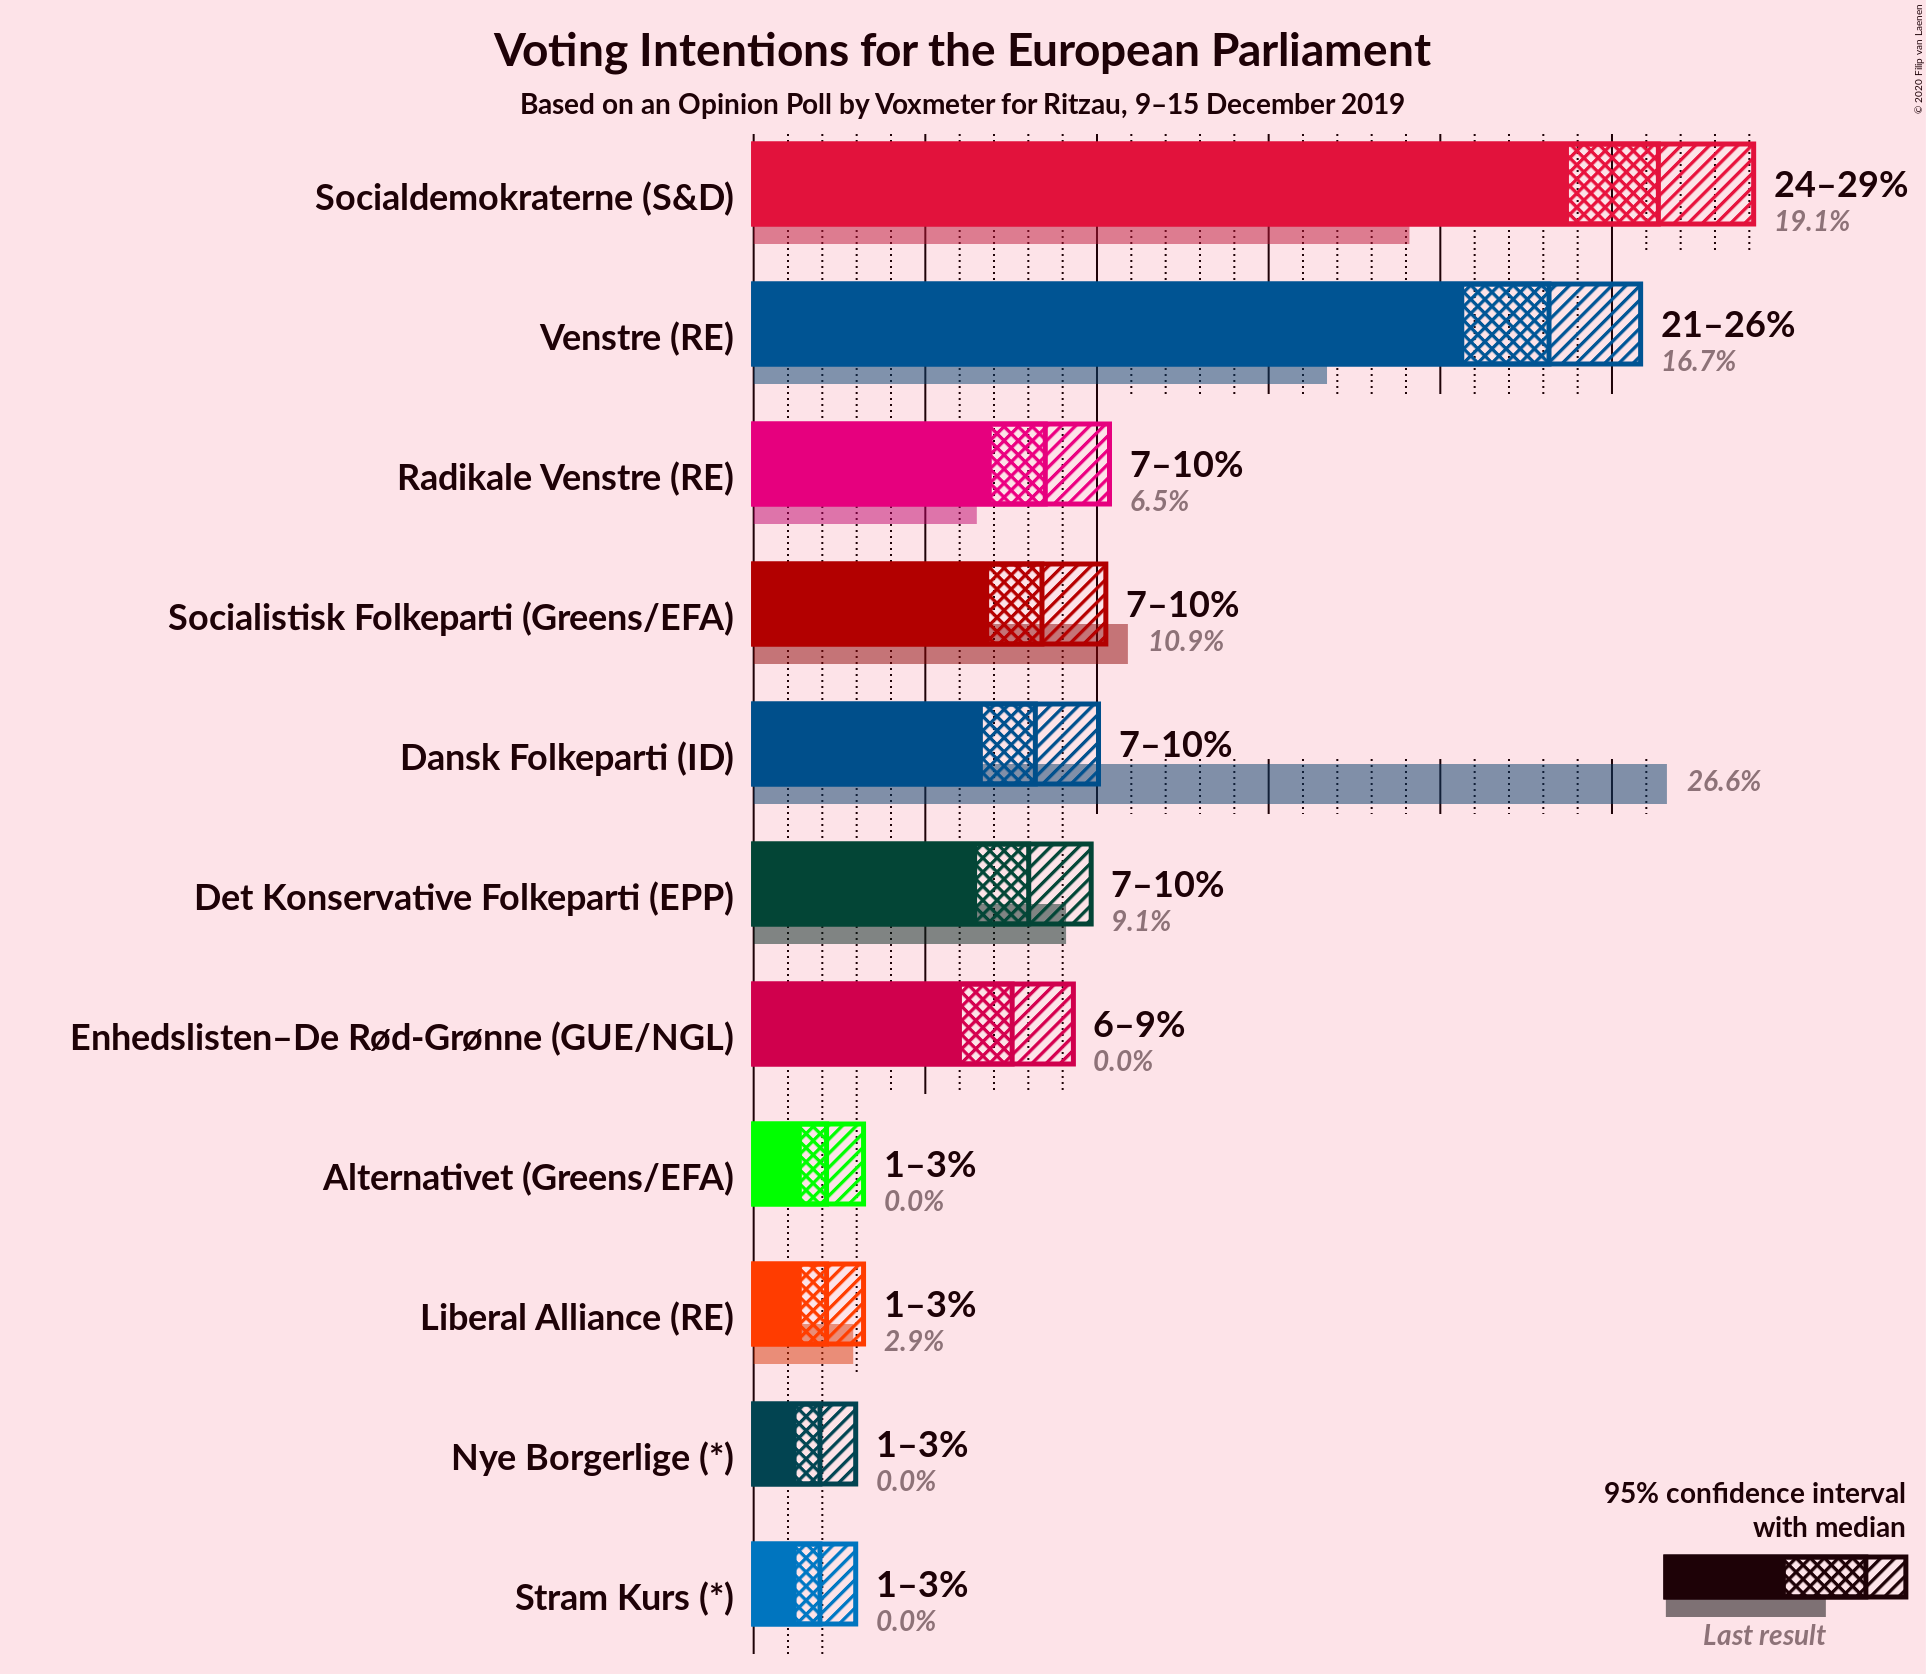 Voting Intentions for the European Parliament
Based on an Opinion Poll by Voxmeter for Ritzau, 9–15 December 2019
© 2020 Filip van Laenen
Socialdemokraterne (S&D)
24–29%
19.1%
Venstre (RE)
21–26%
16.7%
Radikale Venstre (RE)
7–10%
6.5%
Socialistisk Folkeparti (Greens/EFA)
7–10%
10.9%
Dansk Folkeparti (ID)
7–10%
26.6%
Det Konservative Folkeparti (EPP)
7–10%
9.1%
Enhedslisten–De Rød-Grønne (GUE/NGL)
6–9%
0.0%
Alternativet (Greens/EFA)
1–3%
0.0%
Liberal Alliance (RE)
1–3%
2.9%
Nye Borgerlige (*)
1–3%
0.0%
Stram Kurs (*)
1–3%
0.0%
95% confidence interval
with median
Last result